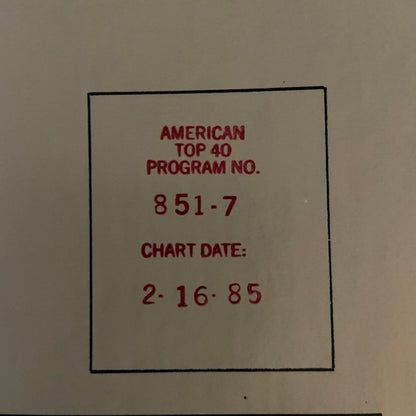 AMERICAN
TOP 40
PROGRAM NO.
851-7
CHART DATE:
2-16-85